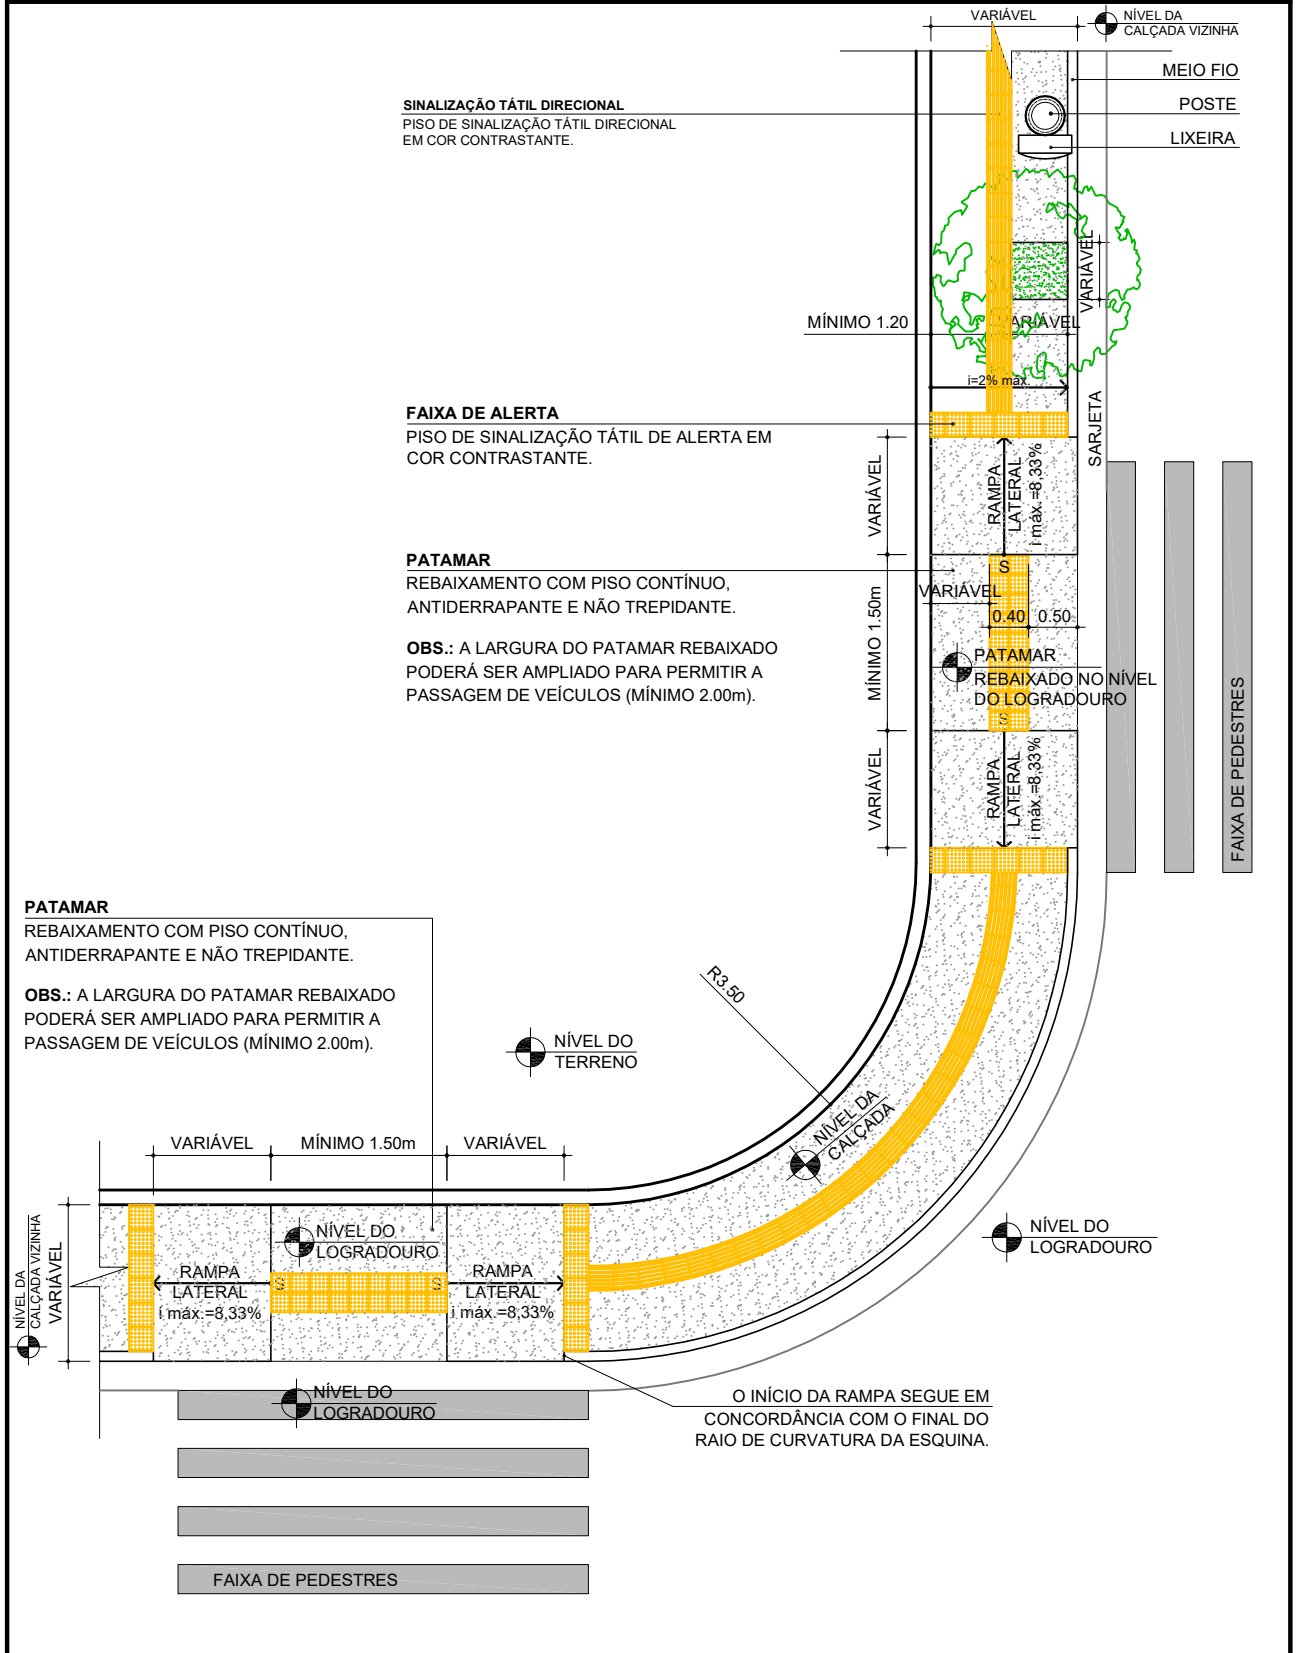 VARIÁVEL
NÍVEL DA
CALÇADA VIZINHA
MEIO FIO
POSTE
LIXEIRA
SINALIZAÇÃO TÁTIL DIRECIONAL
PISO DE SINALIZAÇÃO TÁTIL DIRECIONAL
EM COR CONTRASTANTE.
VARIÁVEL
MÍNIMO 1.20
VARIÁVEL
i=2% máx.
SARJETA
FAIXA DE ALERTA
PISO DE SINALIZAÇÃO TÁTIL DE ALERTA EM
COR CONTRASTANTE.
VARIÁVEL
RAMPA
LATERAL
i máx.=8,33%
PATAMAR
REBAIXAMENTO COM PISO CONTÍNUO,
ANTIDERRAPANTE E NÃO TREPIDANTE.
OBS.: A LARGURA DO PATAMAR REBAIXADO
PODERÁ SER AMPLIADO PARA PERMITIR A
PASSAGEM DE VEÍCULOS (MÍNIMO 2.00m).
MÍNIMO 1.50m
S
VARIÁVEL
0.40 0.50
PATAMAR
REBAIXADO NO NÍVEL
DO LOGRADOURO
S
FAIXA DE PEDESTRES
VARIÁVEL
RAMPA
LATERAL
i máx.=8,33%
PATAMAR
REBAIXAMENTO COM PISO CONTÍNUO,
ANTIDERRAPANTE E NÃO TREPIDANTE.
OBS.: A LARGURA DO PATAMAR REBAIXADO
PODERÁ SER AMPLIADO PARA PERMITIR A
PASSAGEM DE VEÍCULOS (MÍNIMO 2.00m).
R3.50
NÍVEL DO
TERRENO
NÍVEL DA
CALÇADA
VARIÁVEL
MÍNIMO 1.50m
VARIÁVEL
NÍVEL DA
CALÇADA VIZINHA
VARIÁVEL
NÍVEL DO
LOGRADOURO
RAMPA
LATERAL
i máx.=8,33%
S
S
RAMPA
LATERAL
i máx.=8,33%
NÍVEL DO
LOGRADOURO
NÍVEL DO
LOGRADOURO
O INÍCIO DA RAMPA SEGUE EM
CONCORDÂNCIA COM O FINAL DO
RAIO DE CURVATURA DA ESQUINA.
FAIXA DE PEDESTRES